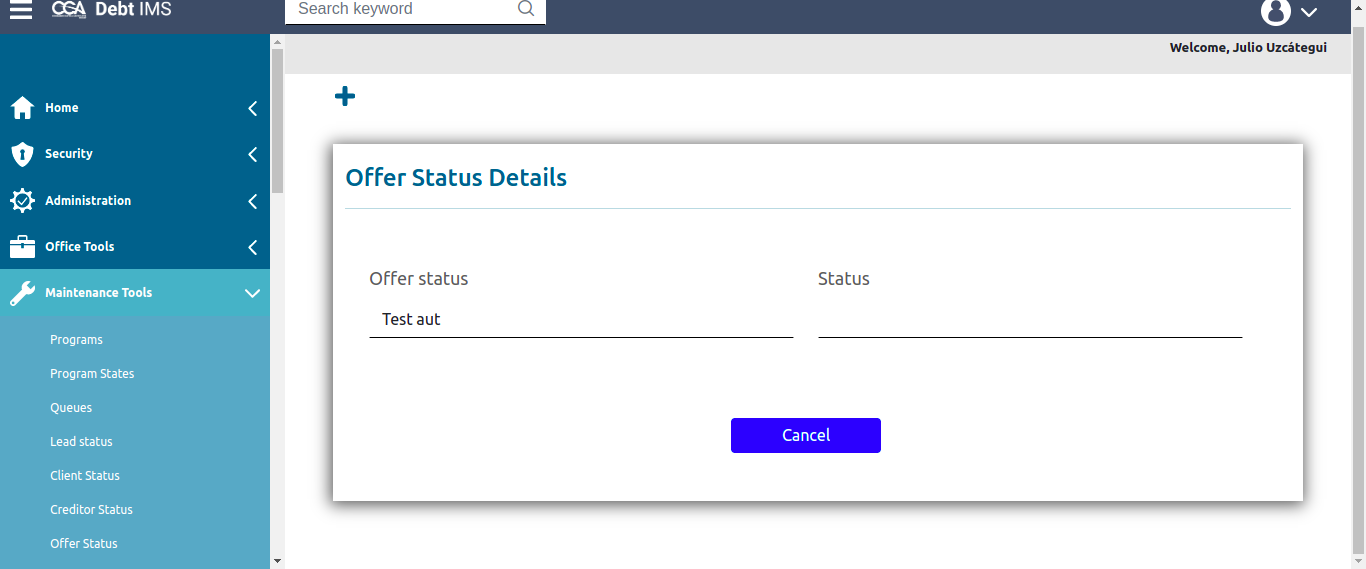 CGA Debt IMS
Search keyword
Welcome, Julio Uzcátegui
Home
Security
Administration
Office Tools
Maintenance Tools
Programs
Program States
Queues
Lead status
Client Status
Creditor Status
Offer Status
Offer Status Details
Offer status
Status
Test aut
Cancel